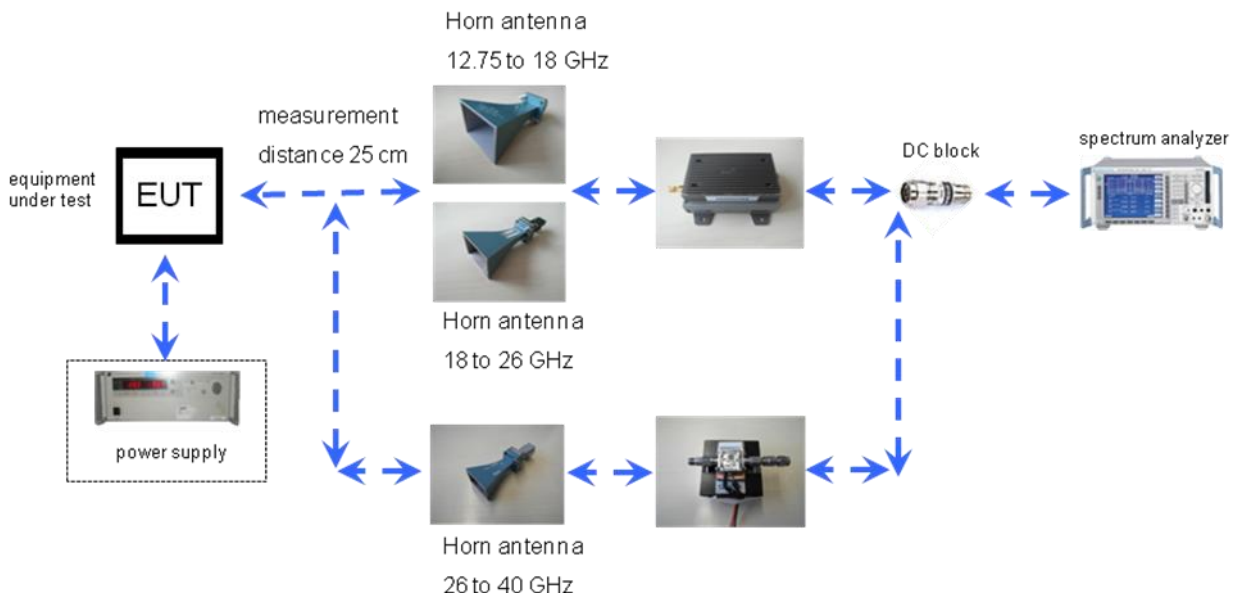 Horn antenna
12.75 to 18 GHz
measurement
distance 25 cm
equipment
under test
EUT
DC block
spectrum analyzer
Horn antenna
18 to 26 GHz
power supply
Horn antenna
26 to 40 GHz